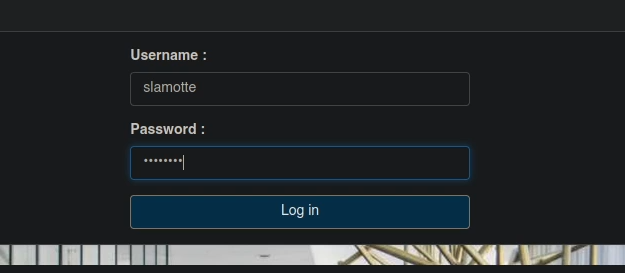 Username :
slamotte
Password :
••••••••
Log in